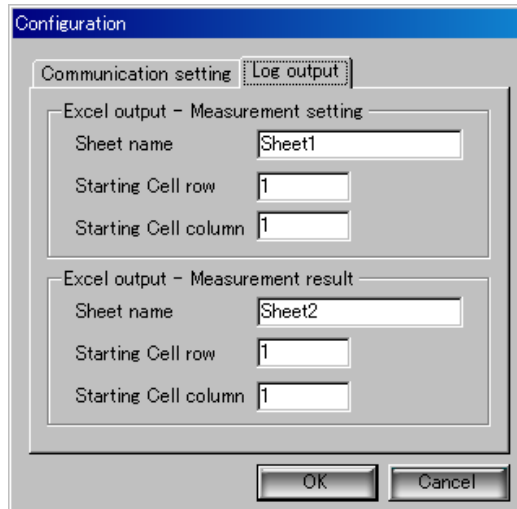 Configuration
Communication setting Log output
Excel output - Measurement setting
Sheet name Sheet1
Starting Cell row 1
Starting Cell column 1
Excel output - Measurement result
Sheet name Sheet2
Starting Cell row 1
Starting Cell column 1
OK Cancel